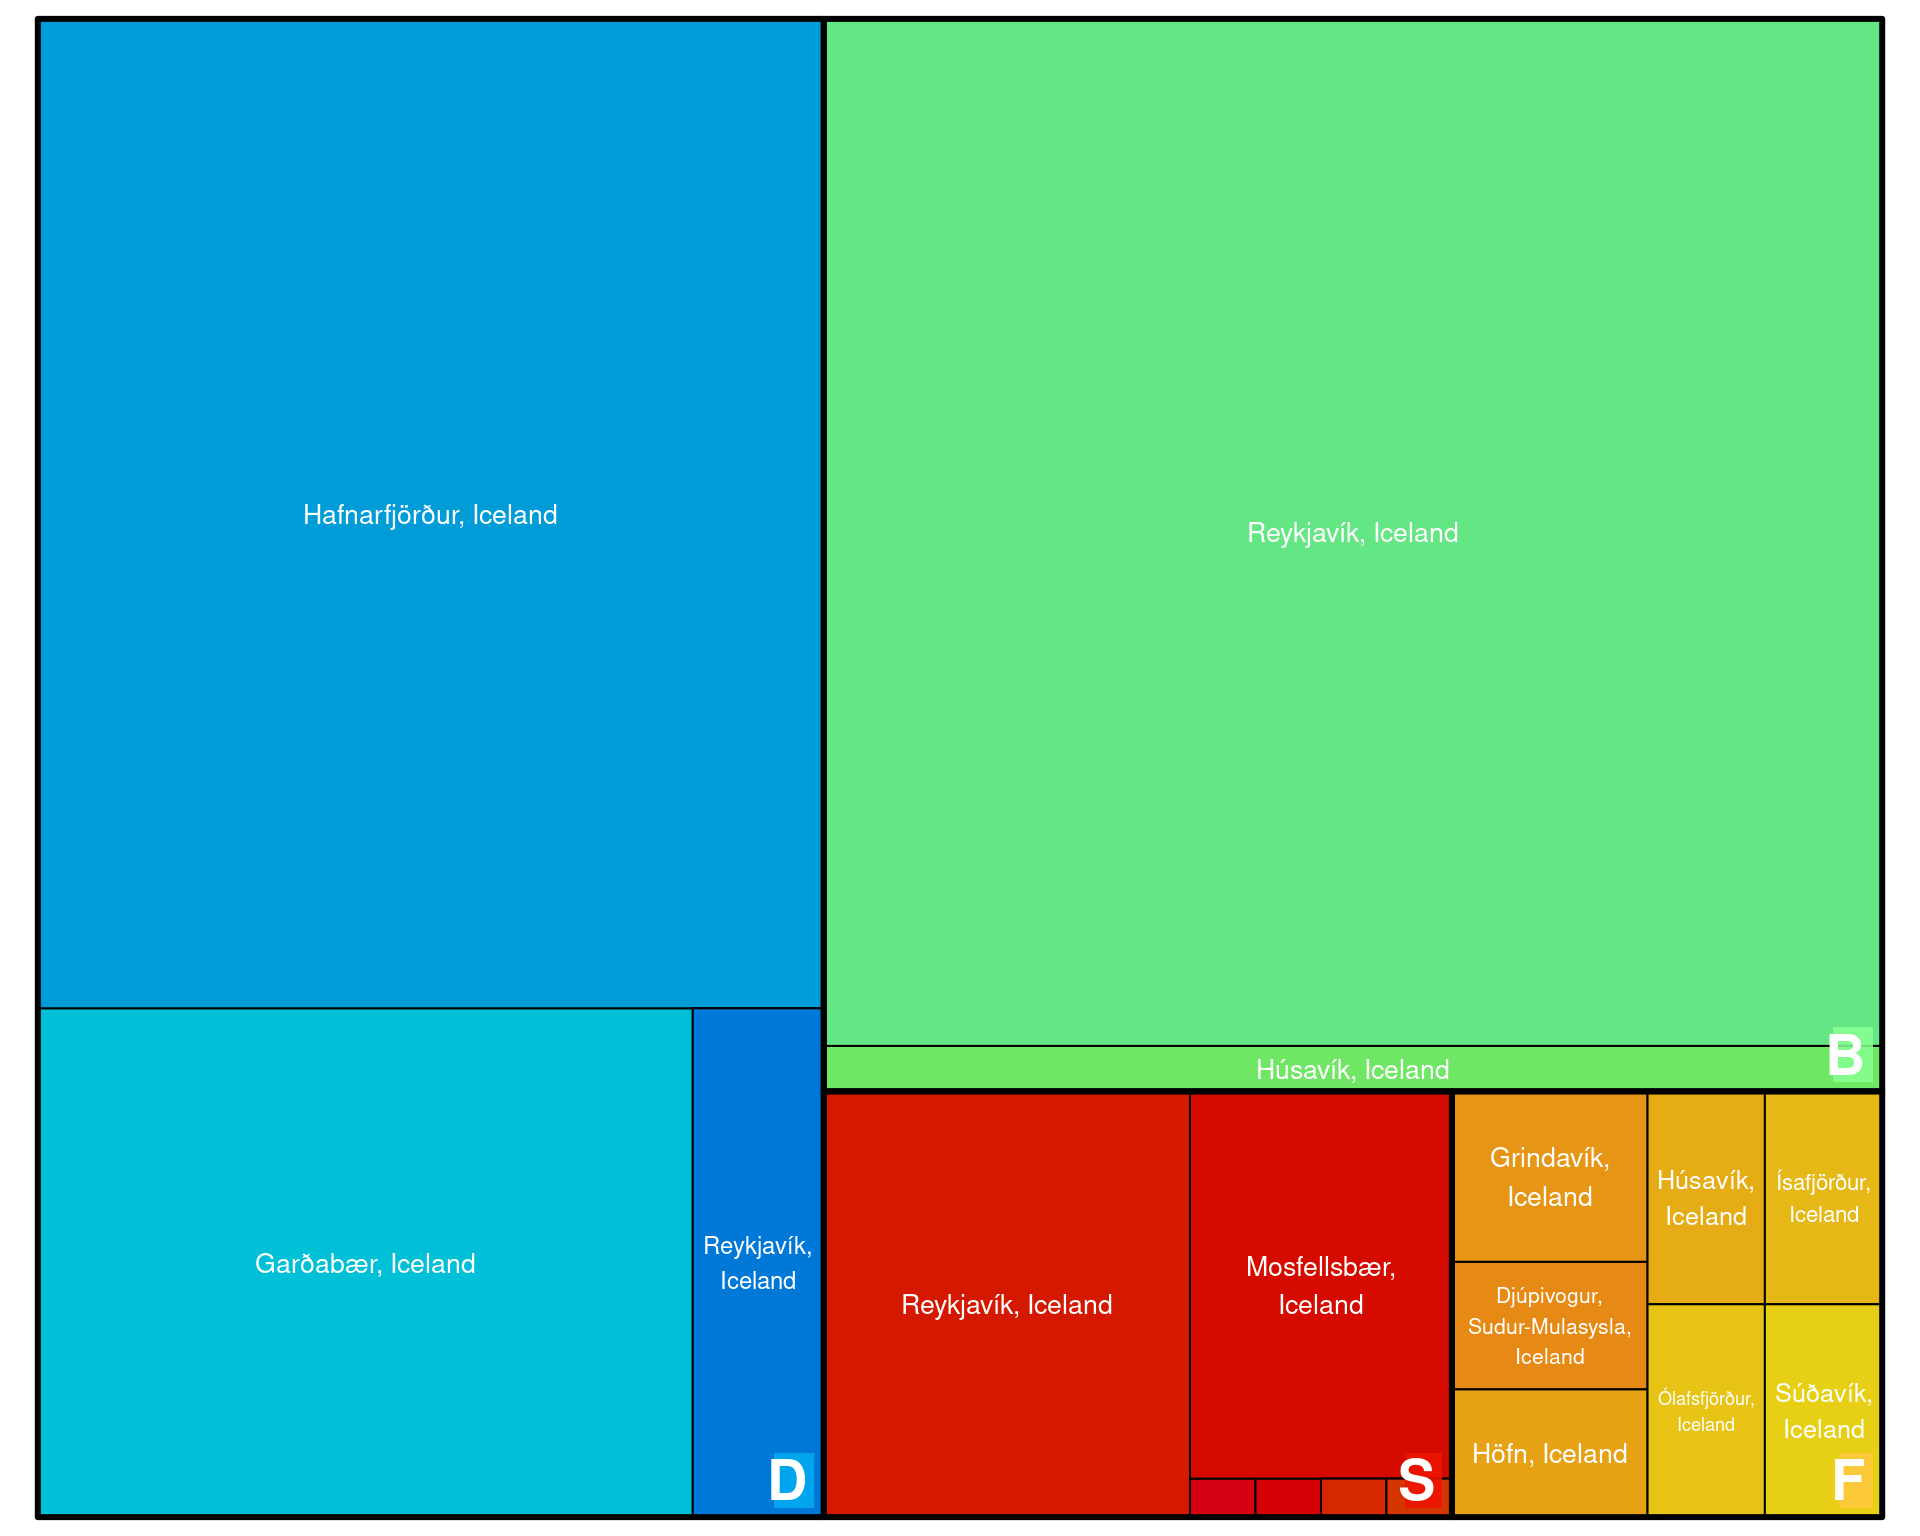 Hafnarfjörður, Iceland
Reykjavík, Iceland
Húsavík, Iceland
B
Garðabær, Iceland
Reykjavík,
Iceland
D
Reykjavík, Iceland
Mosfellsbær,
Iceland
S
Grindavík,
Iceland
Djúpivogur,
Sudur-Mulasysla,
Iceland
Höfn, Iceland
Húsavík,
Iceland
Ísafjörður,
Iceland
Ólafsfjörður,
Iceland
Súðavík,
Iceland
F